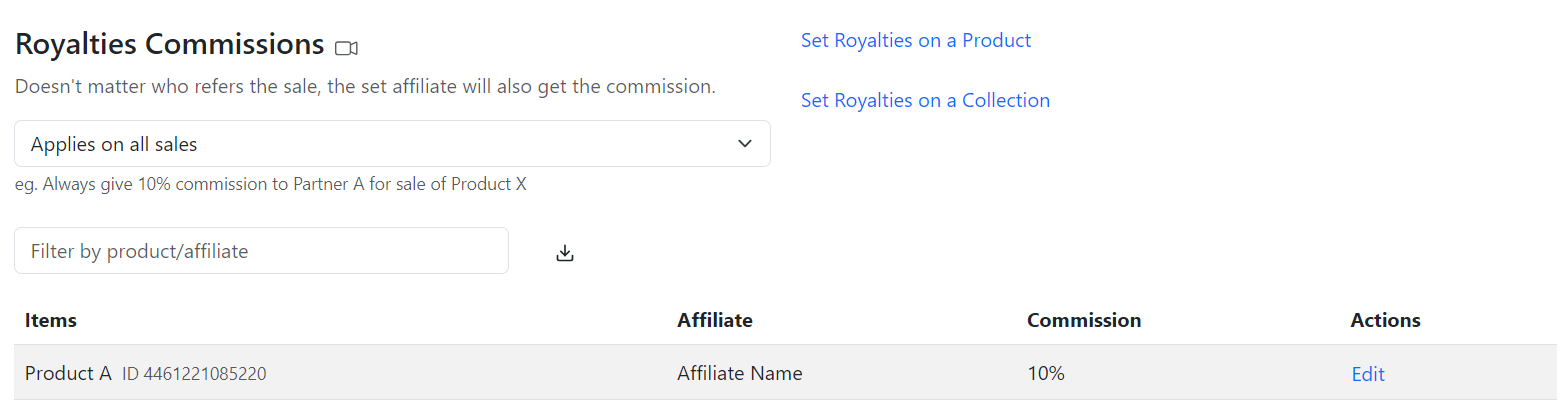 Royalties Commissions
Set Royalties on a Product
Doesn't matter who refers the sale, the set affiliate will also get the commission.
Set Royalties on a Collection
Applies on all sales
eg. Always give 10% commission to Partner A for sale of Product X
Filter by product/affiliate
Items Affiliate Commission Actions
Product A ID 4461221085220 Affiliate Name 10% Edit